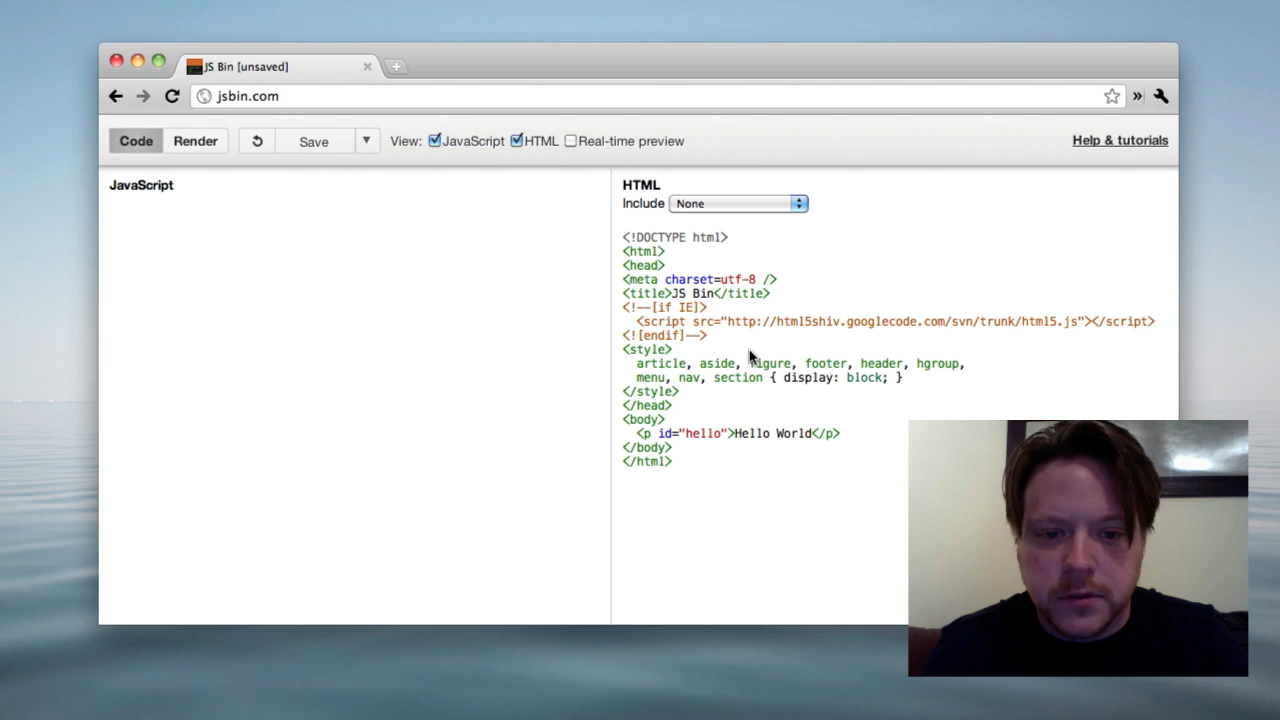 JS Bin [unsaved]
jsbin.com
Code Render Save View: JavaScript HTML Real-time preview Help & tutorials
JavaScript
HTML
Include None
<!DOCTYPE html>
<html>
<head>
<meta charset=utf-8 />
<title>JS Bin</title>
<!--[if IE]>
<script src="http://html5shiv.googlecode.com/svn/trunk/html5.js"></script>
<![endif]-->
<style>
article, aside, figure, footer, header, hgroup,
menu, nav, section { display: block; }
</style>
</head>
<body>
<p id="hello">Hello World</p>
</body>
</html>